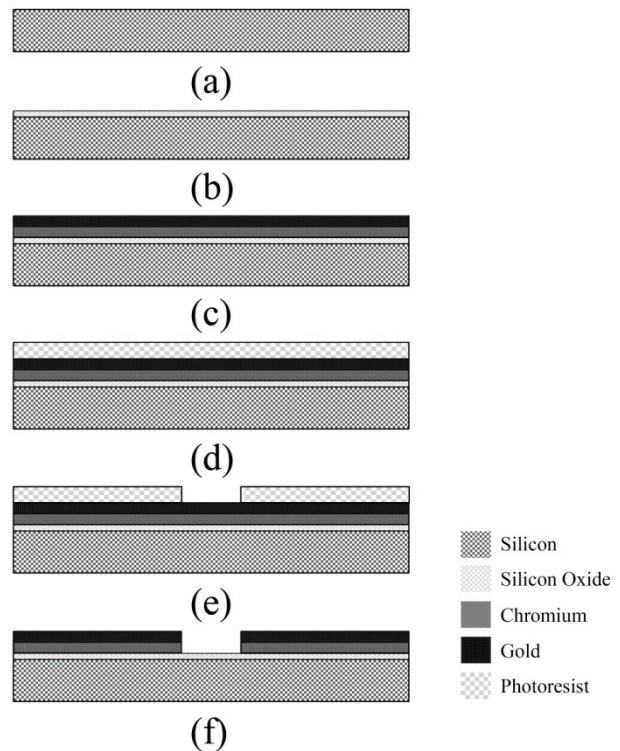 (a)
(b)
(c)
(d)
(e)
(f)
Silicon
Silicon Oxide
Chromium
Gold
Photoresist